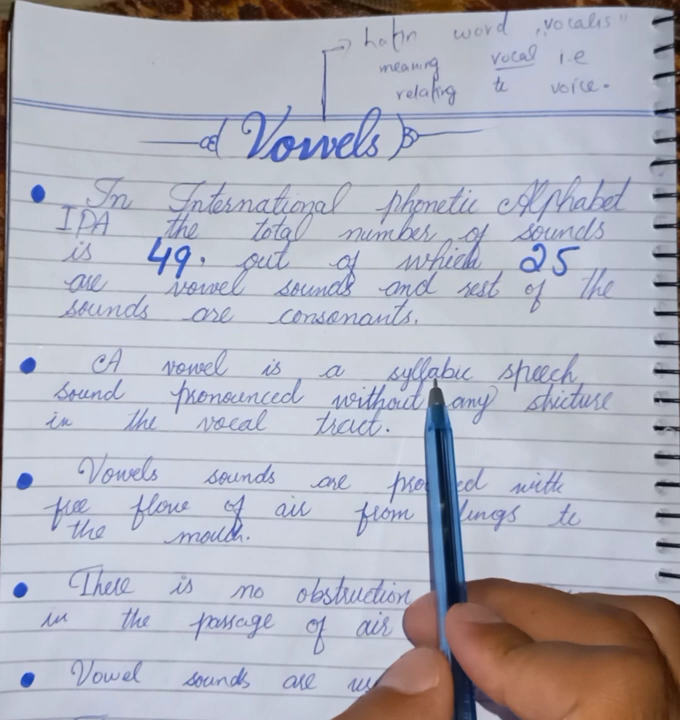 Latin word "vocalis"
meaning vocal i.e
relating to voice.
Vowels
In International phonetic Alphabet
IPA the total number of sounds
is 49. out of which 25
are vowel sounds and rest of the
sounds are consonants.
A vowel is a syllabic speech
sound pronounced without any stricture
in the vocal tract.
Vowels sounds are with
free flow of air from lungs to
the mouth.
There is no obstruction
in the passage of air
Vowel sounds are